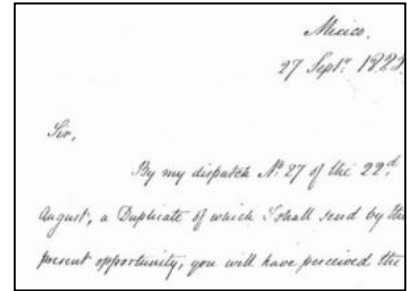 Mexico.
27 Septr.
Sir,
By my dispatch No. 27 of the 22d.
August, a Duplicate of which I shall send by the
present opportunity, you will have perceived the